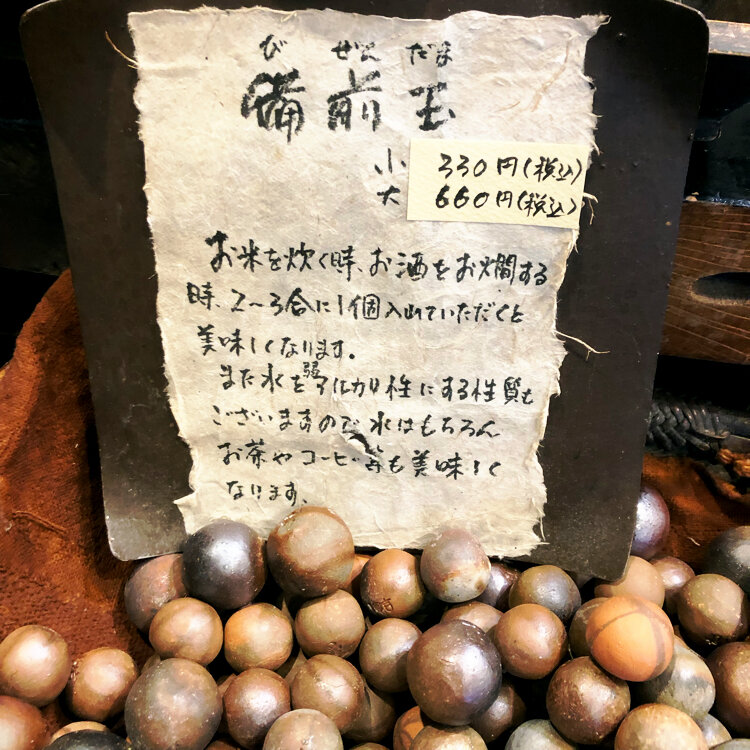 び ぜん だま
備前玉
小 330円(税込)
大 660円(税込)
お米を炊く時、お酒をお燗する
時、2〜3合に1個入れていただくと
美味しくなります。
また水を弱アルカリ性にする性質も
ございますので水はもちろん
お茶やコーヒー等も美味しく
なります。